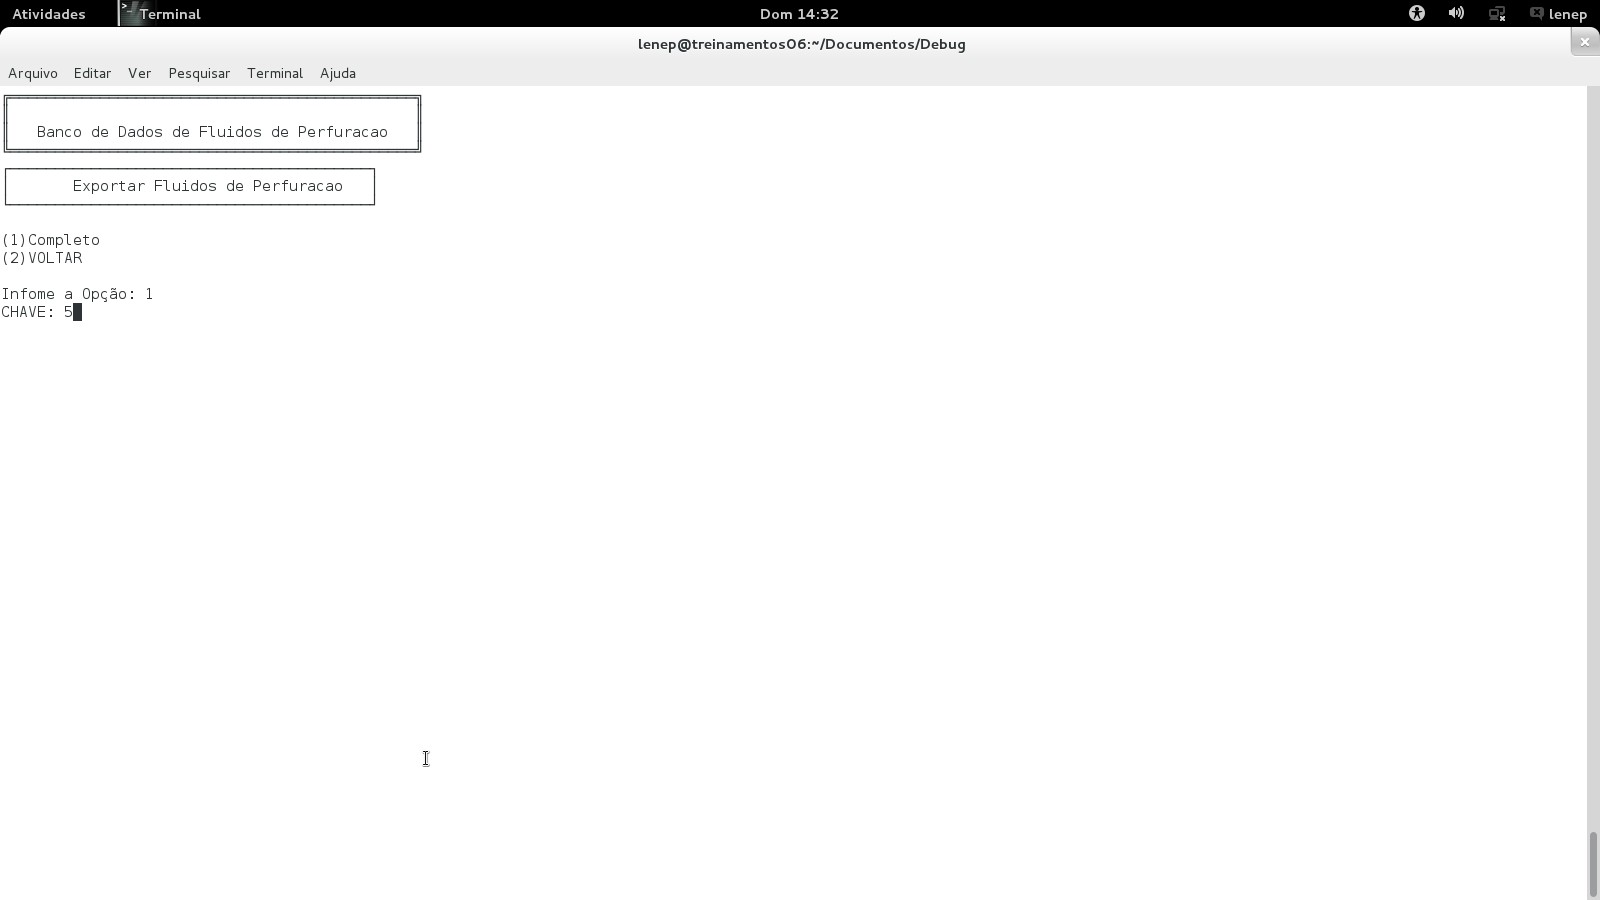 Atividades
Terminal
Dom 14:32
lenep
lenep@treinamentos06:~/Documentos/Debug
Arquivo Editar Ver Pesquisar Terminal Ajuda
Banco de Dados de Fluidos de Perfuracao
Exportar Fluidos de Perfuracao
(1)Completo
(2)VOLTAR
Infome a Opção: 1
CHAVE: 5